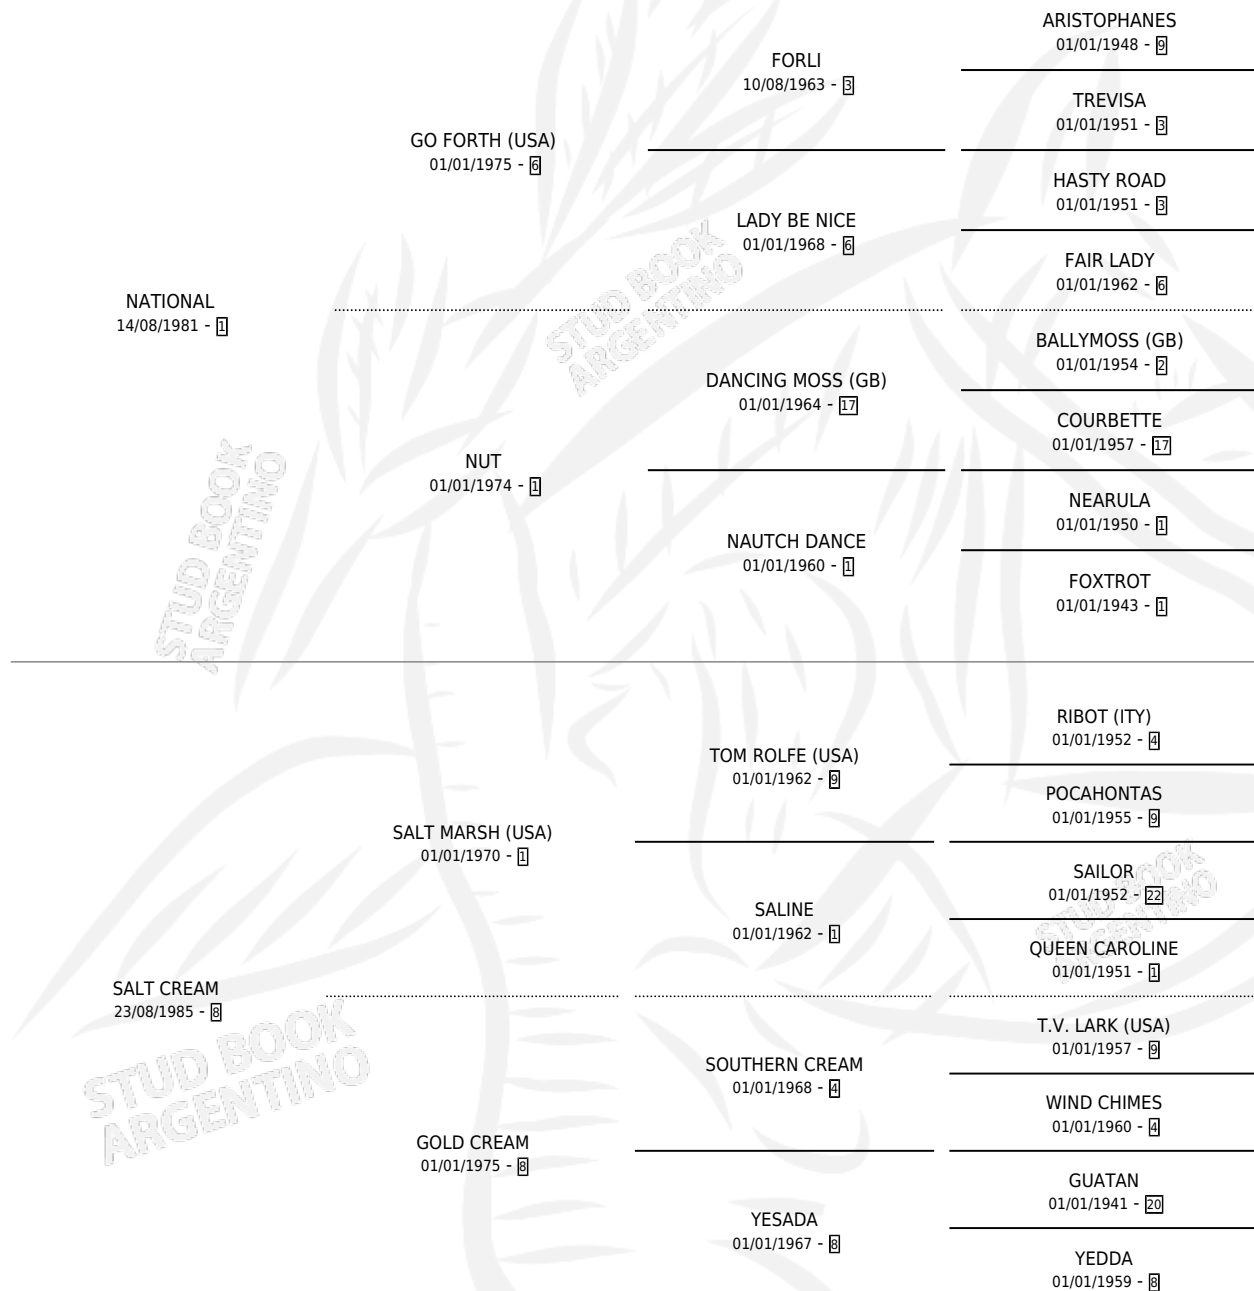 ARISTOPHANES
01/01/1948 - 9
FORLI
10/08/1963 - 3
TREVISA
01/01/1951 - 3
GO FORTH (USA)
01/01/1975 - 6
HASTY ROAD
01/01/1951 - 3
LADY BE NICE
01/01/1968 - 6
FAIR LADY
01/01/1962 - 6
NATIONAL
14/08/1981 - 1
STUD BOOK
ARGENTINO
BALLYMOSS (GB)
01/01/1954 - 2
DANCING MOSS (GB)
01/01/1964 - 17
COURBETTE
01/01/1957 - 17
NUT
01/01/1974 - 1
NEARULA
01/01/1950 - 1
NAUTCH DANCE
01/01/1960 - 1
FOXTROT
01/01/1943 - 1
STUD BOOK
ARGENTINO
RIBOT (ITY)
01/01/1952 - 4
TOM ROLFE (USA)
01/01/1962 - 9
POCAHONTAS
01/01/1955 - 9
SALT MARSH (USA)
01/01/1970 - 1
SAILOR
01/01/1952 - 22
SALINE
01/01/1962 - 1
STUD BOOK
ARGENTINO
QUEEN CAROLINE
01/01/1951 - 1
SALT CREAM
23/08/1985 - 8
T.V. LARK (USA)
01/01/1957 - 9
SOUTHERN CREAM
01/01/1968 - 4
STUD BOOK
ARGENTINO
WIND CHIMES
01/01/1960 - 4
GOLD CREAM
01/01/1975 - 8
GUATAN
01/01/1941 - 20
YESADA
01/01/1967 - 8
YEDDA
01/01/1959 - 8